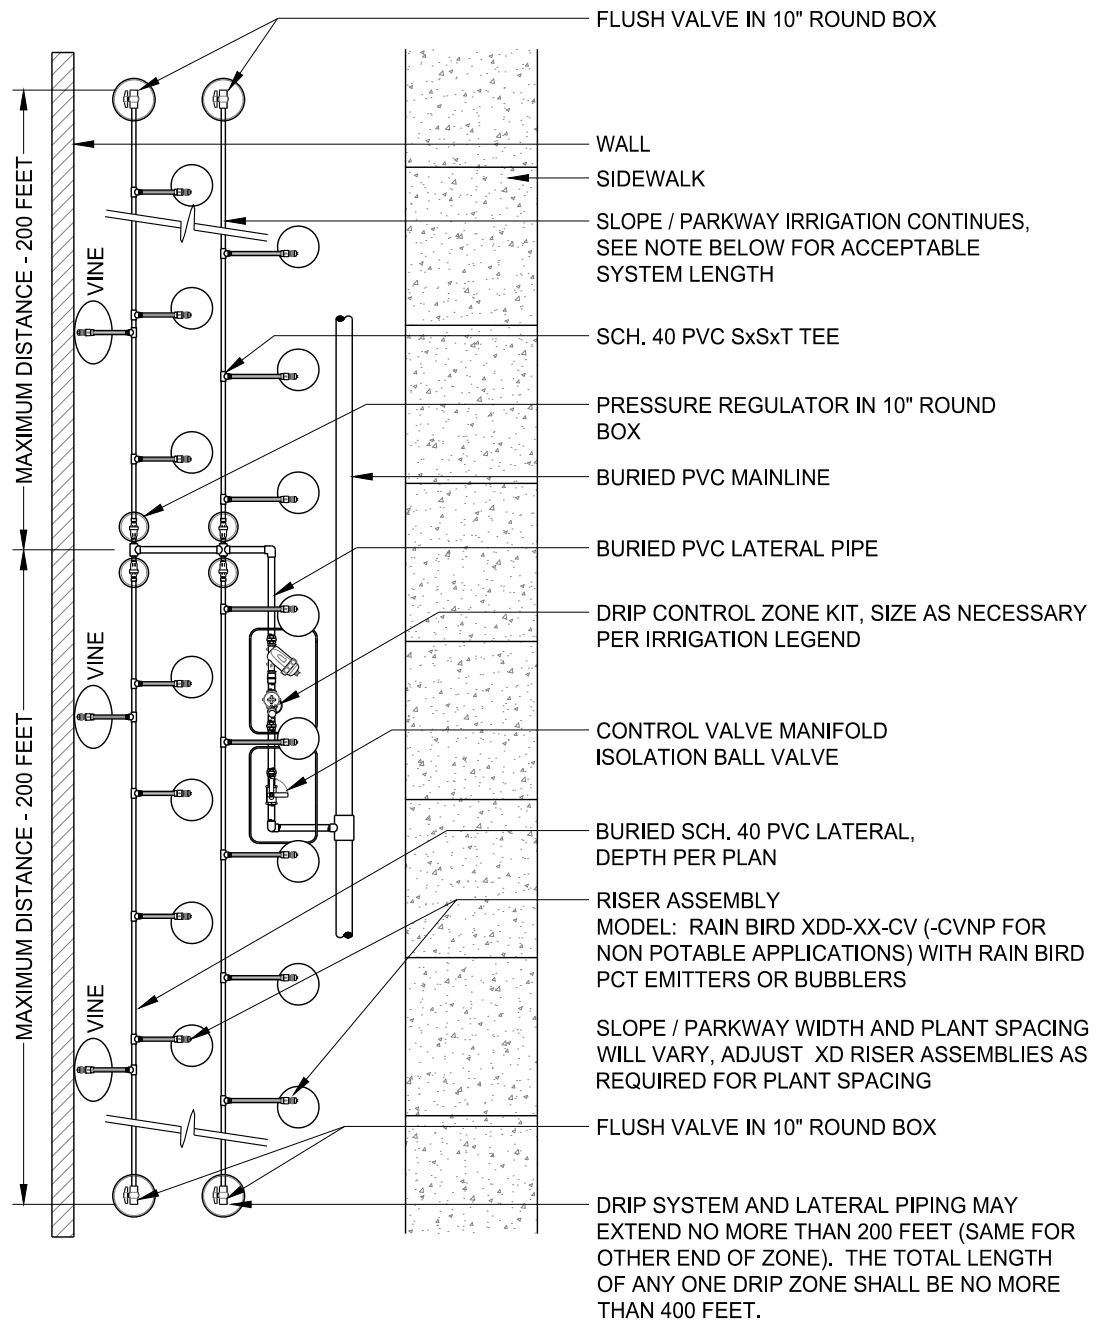 FLUSH VALVE IN 10" ROUND BOX
WALL
SIDEWALK
SLOPE / PARKWAY IRRIGATION CONTINUES,
SEE NOTE BELOW FOR ACCEPTABLE
SYSTEM LENGTH
SCH. 40 PVC SxSxT TEE
PRESSURE REGULATOR IN 10" ROUND
BOX
BURIED PVC MAINLINE
BURIED PVC LATERAL PIPE
DRIP CONTROL ZONE KIT, SIZE AS NECESSARY
PER IRRIGATION LEGEND
CONTROL VALVE MANIFOLD
ISOLATION BALL VALVE
BURIED SCH. 40 PVC LATERAL,
DEPTH PER PLAN
RISER ASSEMBLY
MODEL: RAIN BIRD XDD-XX-CV (-CVNP FOR
NON POTABLE APPLICATIONS) WITH RAIN BIRD
PCT EMITTERS OR BUBBLERS
SLOPE / PARKWAY WIDTH AND PLANT SPACING
WILL VARY, ADJUST XD RISER ASSEMBLIES AS
REQUIRED FOR PLANT SPACING
FLUSH VALVE IN 10" ROUND BOX
DRIP SYSTEM AND LATERAL PIPING MAY
EXTEND NO MORE THAN 200 FEET (SAME FOR
OTHER END OF ZONE). THE TOTAL LENGTH
OF ANY ONE DRIP ZONE SHALL BE NO MORE
THAN 400 FEET.
MAXIMUM DISTANCE - 200 FEET
MAXIMUM DISTANCE - 200 FEET
VINE
VINE
VINE